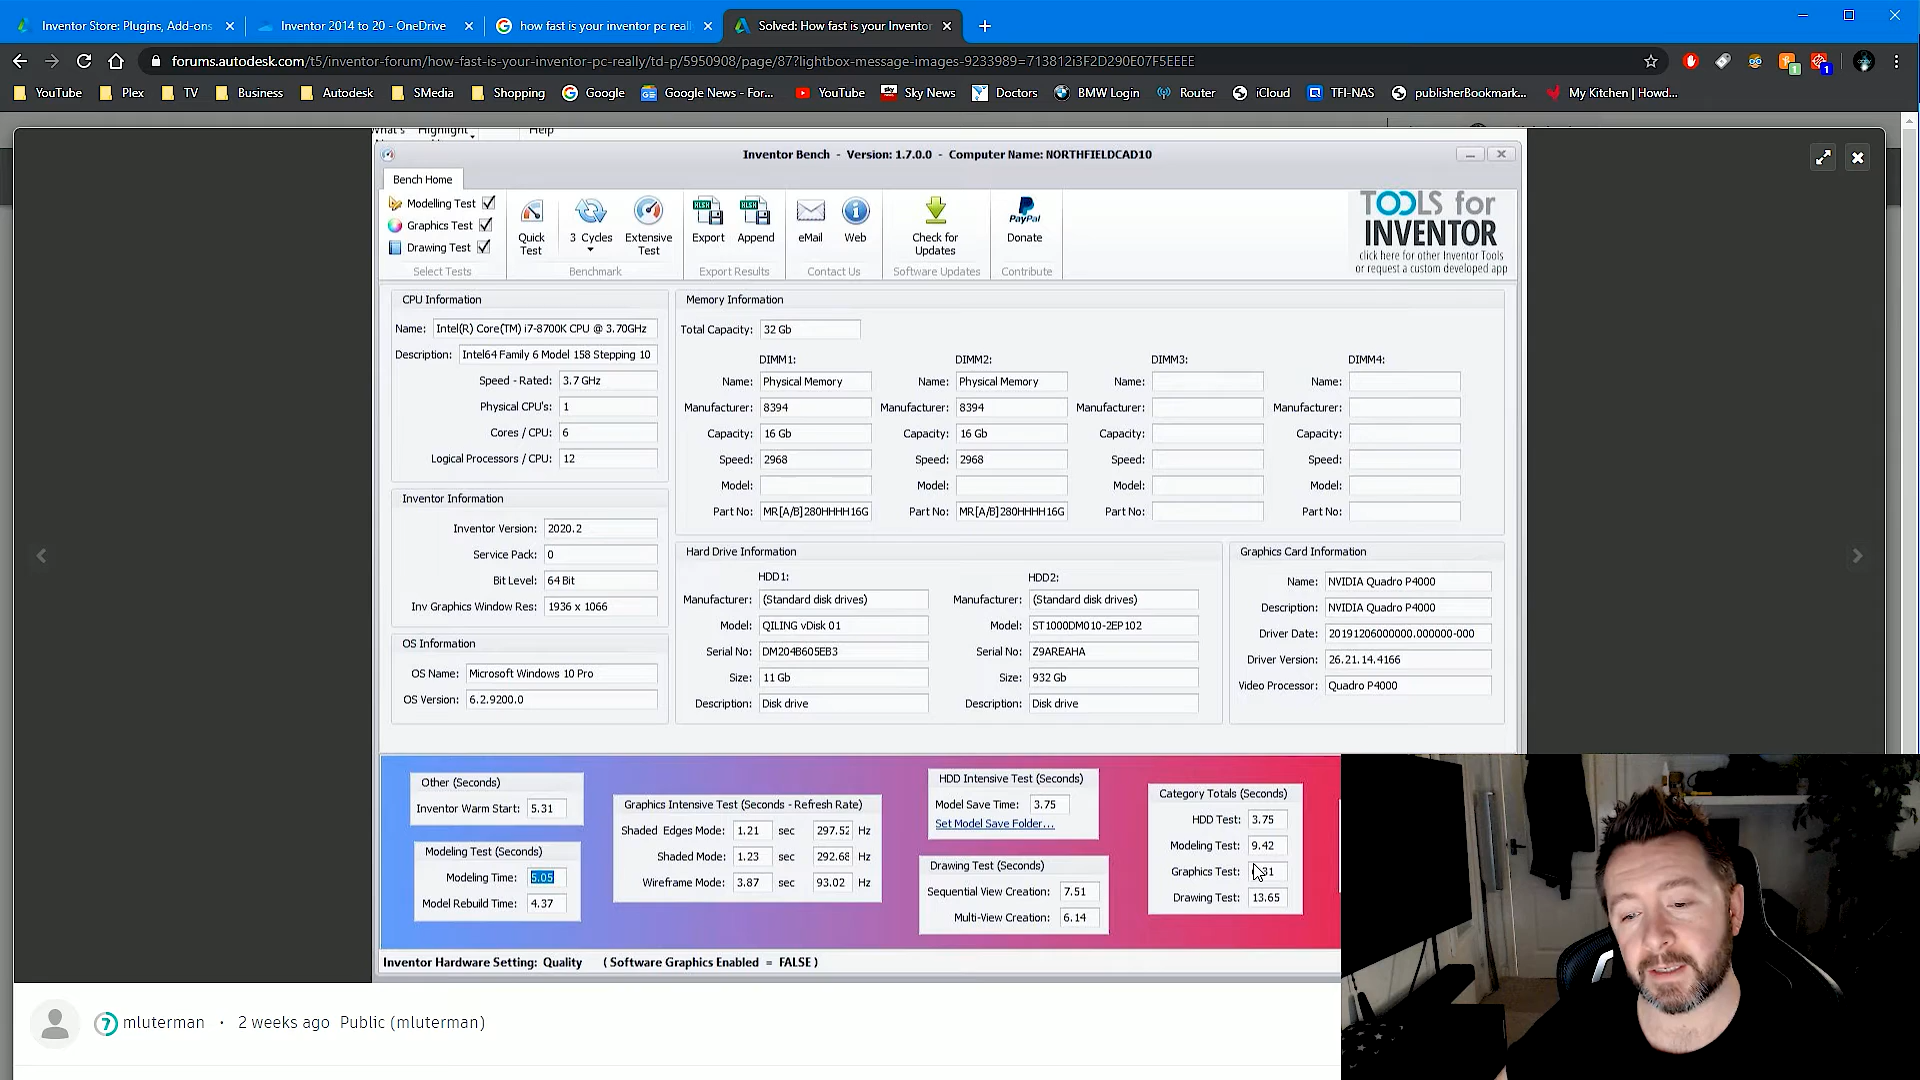 Inventor Store: Plugins, Add-ons
Inventor 2014 to 20 - OneDrive
how fast is your inventor pc real
Solved: How fast is your Inventor
forums.autodesk.com/t5/inventor-forum/how-fast-is-your-inventor-pc-really/td-p/5950908/page/87?lightbox-message-images-9233989=713812i3F2D290E07F5EEEE
YouTube Plex TV Business Autodesk SMedia Shopping Google Google News - For... YouTube Sky News Doctors BMW Login Router iCloud TFI-NAS publisherBookmark... My Kitchen | Howd...
What's Highlight Help
Inventor Bench - Version: 1.7.0.0 - Computer Name: NORTHFIELDCAD10
Bench Home
Modelling Test
Graphics Test
Drawing Test
Select Tests
Quick Test
3 Cycles
Extensive Test
Benchmark
Export
Append
Export Results
eMail
Web
Contact Us
Check for Updates
Software Updates
PayPal
Donate
Contribute
TOOLS for
INVENTOR
click here for other Inventor Tools
or request a custom developed app
CPU Information
Name: Intel(R) Core(TM) i7-8700K CPU @ 3.70GHz
Description: Intel64 Family 6 Model 158 Stepping 10
Speed - Rated: 3.7 GHz
Physical CPU's: 1
Cores / CPU: 6
Logical Processors / CPU: 12
Inventor Information
Inventor Version: 2020.2
Service Pack: 0
Bit Level: 64 Bit
Inv Graphics Window Res: 1936 x 1066
OS Information
OS Name: Microsoft Windows 10 Pro
OS Version: 6.2.9200.0
Memory Information
Total Capacity: 32 Gb
DIMM1: DIMM2: DIMM3: DIMM4:
Name: Physical Memory Name: Physical Memory Name: Name:
Manufacturer: 8394 Manufacturer: 8394 Manufacturer: Manufacturer:
Capacity: 16 Gb Capacity: 16 Gb Capacity: Capacity:
Speed: 2968 Speed: 2968 Speed: Speed:
Model: Model: Model: Model:
Part No: MR[A/B]280HHHH16G Part No: MR[A/B]280HHHH16G Part No: Part No:
Hard Drive Information
HDD1: HDD2:
Manufacturer: (Standard disk drives) Manufacturer: (Standard disk drives)
Model: QILING vDisk 01 Model: ST1000DM010-2EP102
Serial No: DM204B605EB3 Serial No: Z9AREAHA
Size: 11 Gb Size: 932 Gb
Description: Disk drive Description: Disk drive
Graphics Card Information
Name: NVIDIA Quadro P4000
Description: NVIDIA Quadro P4000
Driver Date: 20191206000000.000000-000
Driver Version: 26.21.14.4166
Video Processor: Quadro P4000
Other (Seconds)
Inventor Warm Start: 5.31
Modeling Test (Seconds)
Modeling Time: 5.05
Model Rebuild Time: 4.37
Graphics Intensive Test (Seconds - Refresh Rate)
Shaded Edges Mode: 1.21 sec 297.52 Hz
Shaded Mode: 1.23 sec 292.68 Hz
Wireframe Mode: 3.87 sec 93.02 Hz
HDD Intensive Test (Seconds)
Model Save Time: 3.75
Set Model Save Folder...
Drawing Test (Seconds)
Sequential View Creation: 7.51
Multi-View Creation: 6.14
Category Totals (Seconds)
HDD Test: 3.75
Modeling Test: 9.42
Graphics Test:
Drawing Test: 13.65
Inventor Hardware Setting: Quality ( Software Graphics Enabled = FALSE )
7 mluterman · 2 weeks ago Public (mluterman)